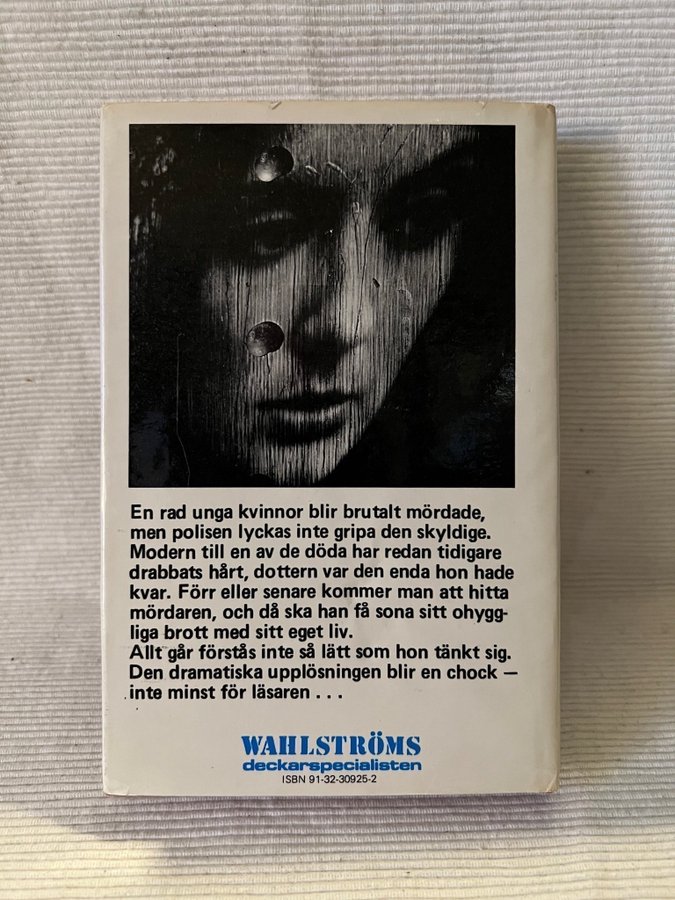 En rad unga kvinnor blir brutalt mördade,
men polisen lyckas inte gripa den skyldige.
Modern till en av de döda har redan tidigare
drabbats hårt, dottern var den enda hon hade
kvar. Förr eller senare kommer man att hitta
mördaren, och då ska han få sona sitt ohygg-
liga brott med sitt eget liv.
Allt går förstås inte så lätt som hon tänkt sig.
Den dramatiska upplösningen blir en chock —
inte minst för läsaren . . .
WAHLSTRÖMS
deckarspecialisten
ISBN 91-32-30925-2